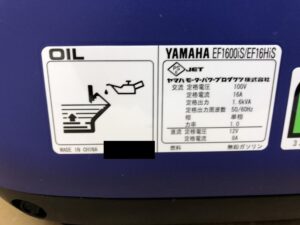 OIL
MADE IN CHINA
YAMAHA EF1600iS/EF16HiS
PS E JET
ヤマハモーターパワープロダクツ株式会社
交流 定格電圧 100V
定格電流 16A
定格出力 1.6kVA
定格出力周波数 50/60Hz
相 単相
力率 1.0
直流 定格電圧 12V
定格電流 8A
燃料 無鉛ガソリン